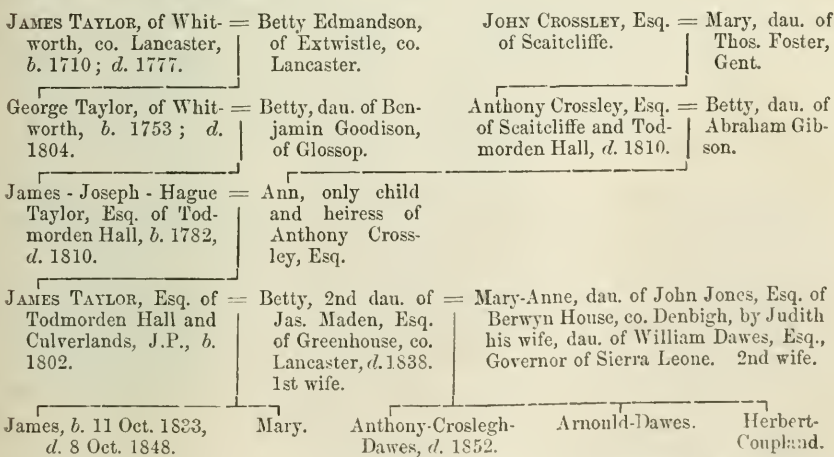 JAMES TAYLOR, of Whit-
worth, co. Lancaster,
b. 1710; d. 1777.
= Betty Edmandson,
of Extwistle, co.
Lancaster.
JOHN CROSSLEY, Esq.
of Scaitcliffe.
= Mary, dau. of
Thos. Foster,
Gent.
George Taylor, of Whit-
worth, b. 1753; d.
1804.
= Betty, dau. of Ben-
jamin Goodison,
of Glossop.
Anthony Crossley, Esq.
of Scaitcliffe and Tod-
morden Hall, d. 1810.
= Betty, dau. of
Abraham Gib-
son.
James-Joseph-Hague
Taylor, Esq. of Tod-
morden Hall, b. 1782,
d. 1810.
= Ann, only child
and heiress of
Anthony Cross-
ley, Esq.
JAMES TAYLOR, Esq. of
Todmorden Hall and
Culverlands, J.P., b.
1802.
= Betty, 2nd dau. of
Jas. Maden, Esq.
of Greenhouse, co.
Lancaster, d. 1838.
1st wife.
= Mary-Anne, dau. of John Jones, Esq. of
Berwyn House, co. Denbigh, by Judith
his wife, dau. of William Dawes, Esq.,
Governor of Sierra Leone. 2nd wife.
James, b. 11 Oct. 1833,
d. 8 Oct. 1848.
Mary.
Anthony-Croslegh-
Dawes, d. 1852.
Arnould-Dawes.
Herbert-
Coupland.